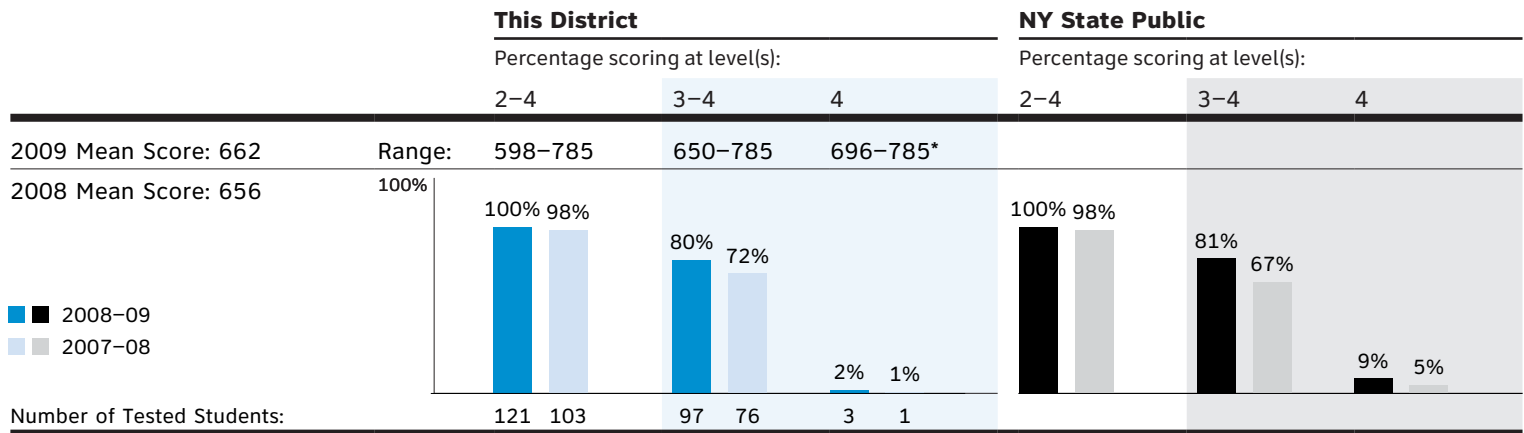 This District NY State Public
Percentage scoring at level(s): Percentage scoring at level(s):
2–4 3–4 4 2–4 3–4 4
2009 Mean Score: 662 Range: 598–785 650–785 696–785*
2008 Mean Score: 656 100%
100% 98% 80% 72% 2% 1% 100% 98% 81% 67% 9% 5%
2008–09
2007–08
Number of Tested Students: 121 103 97 76 3 1